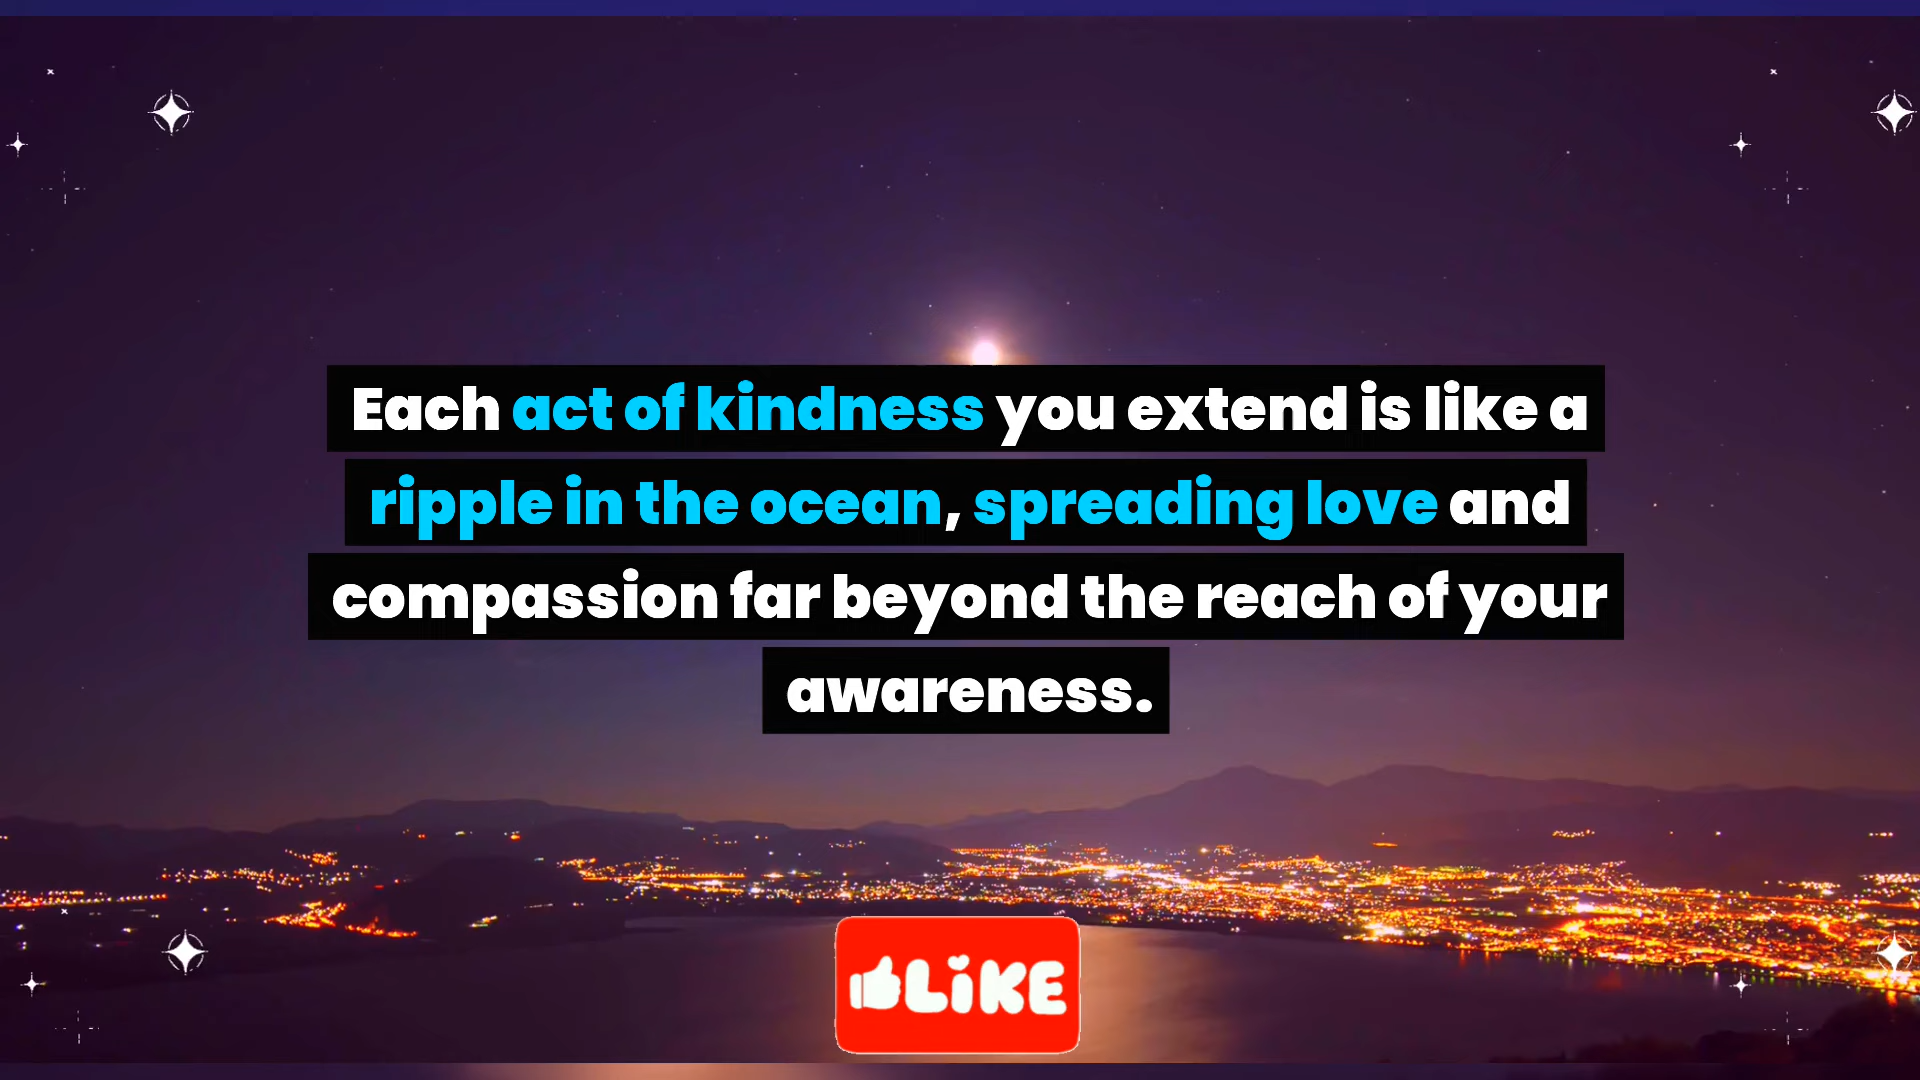 Each act of kindness you extend is like a
ripple in the ocean, spreading love and
compassion far beyond the reach of your
awareness.
LiKE